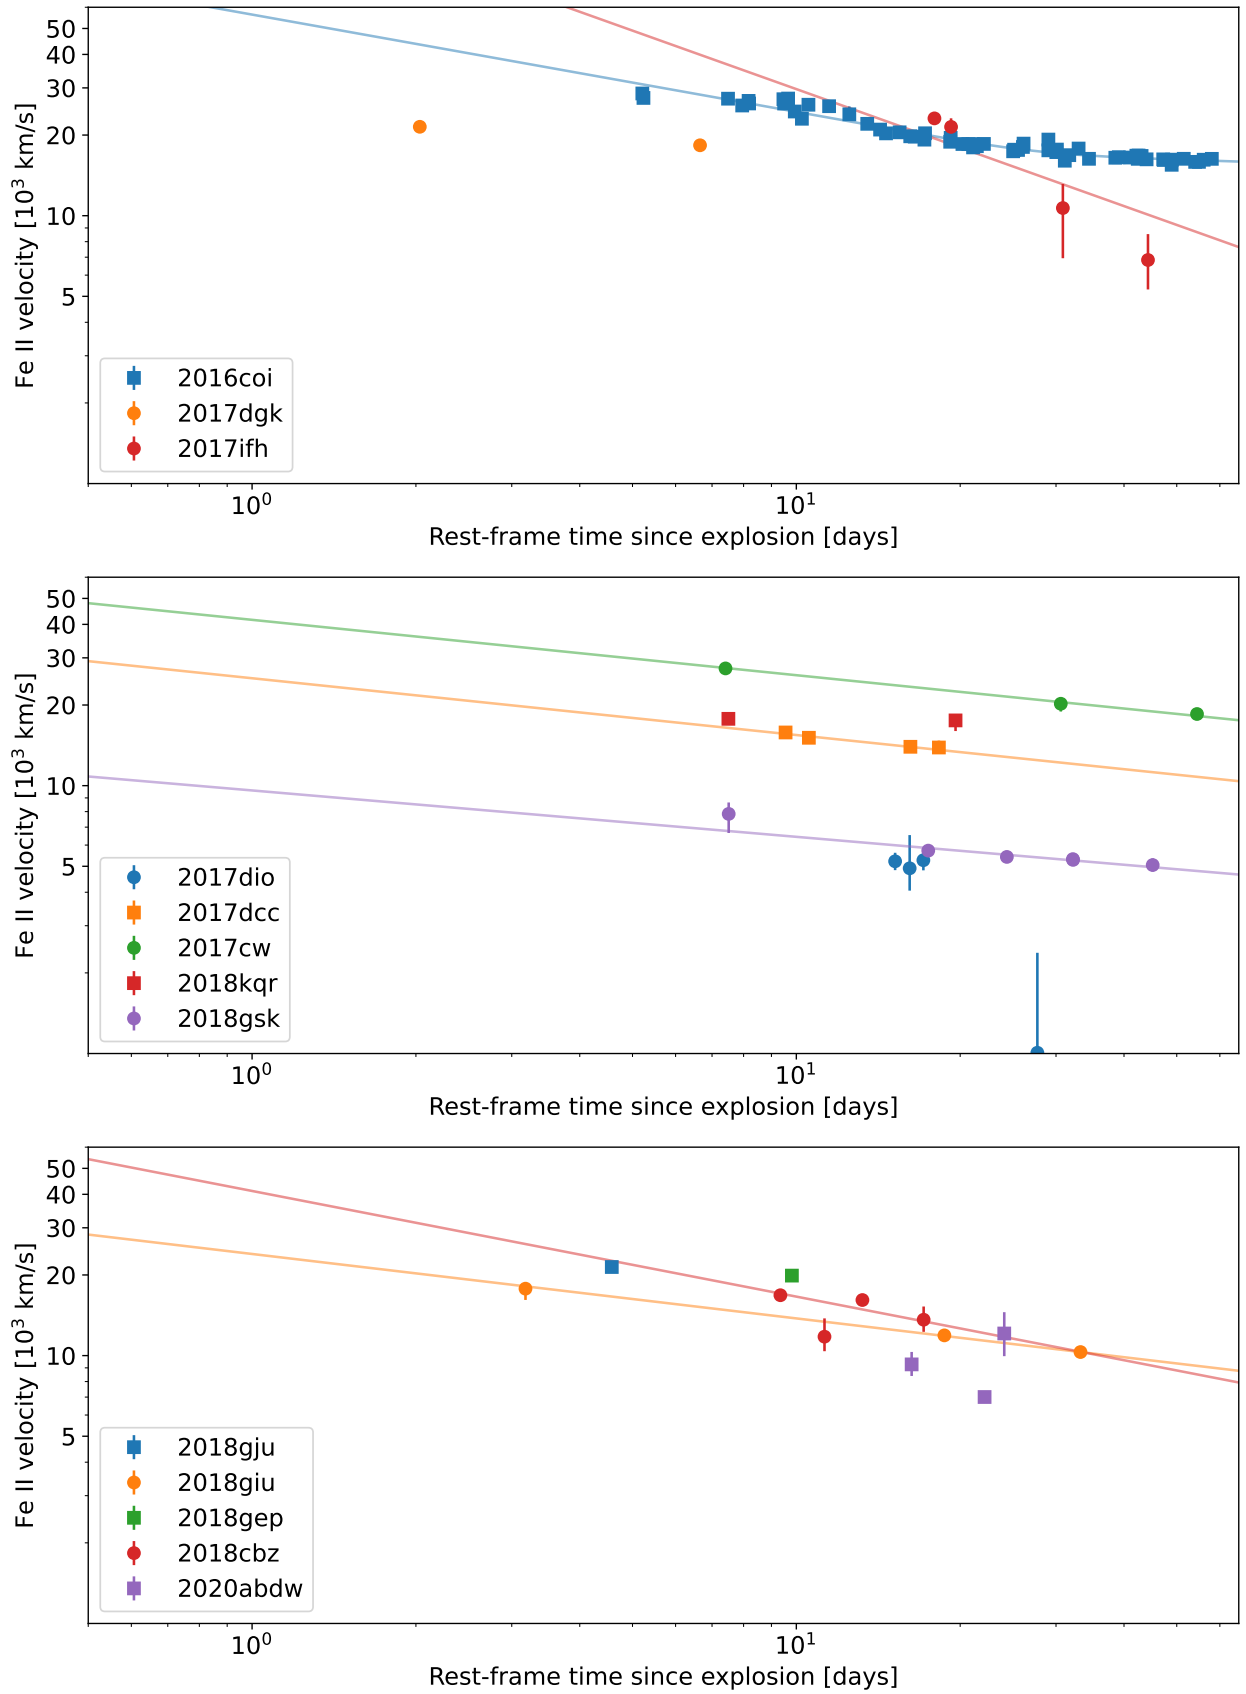 Fe II velocity [10³ km/s]
50
40
30
20
10
5
2016coi
2017dgk
2017ifh
10⁰
10¹
Rest-frame time since explosion [days]
Fe II velocity [10³ km/s]
50
40
30
20
10
5
2017dio
2017dcc
2017cw
2018kqr
2018gsk
10⁰
10¹
Rest-frame time since explosion [days]
Fe II velocity [10³ km/s]
50
40
30
20
10
5
2018gju
2018giu
2018gep
2018cbz
2020abdw
10⁰
10¹
Rest-frame time since explosion [days]